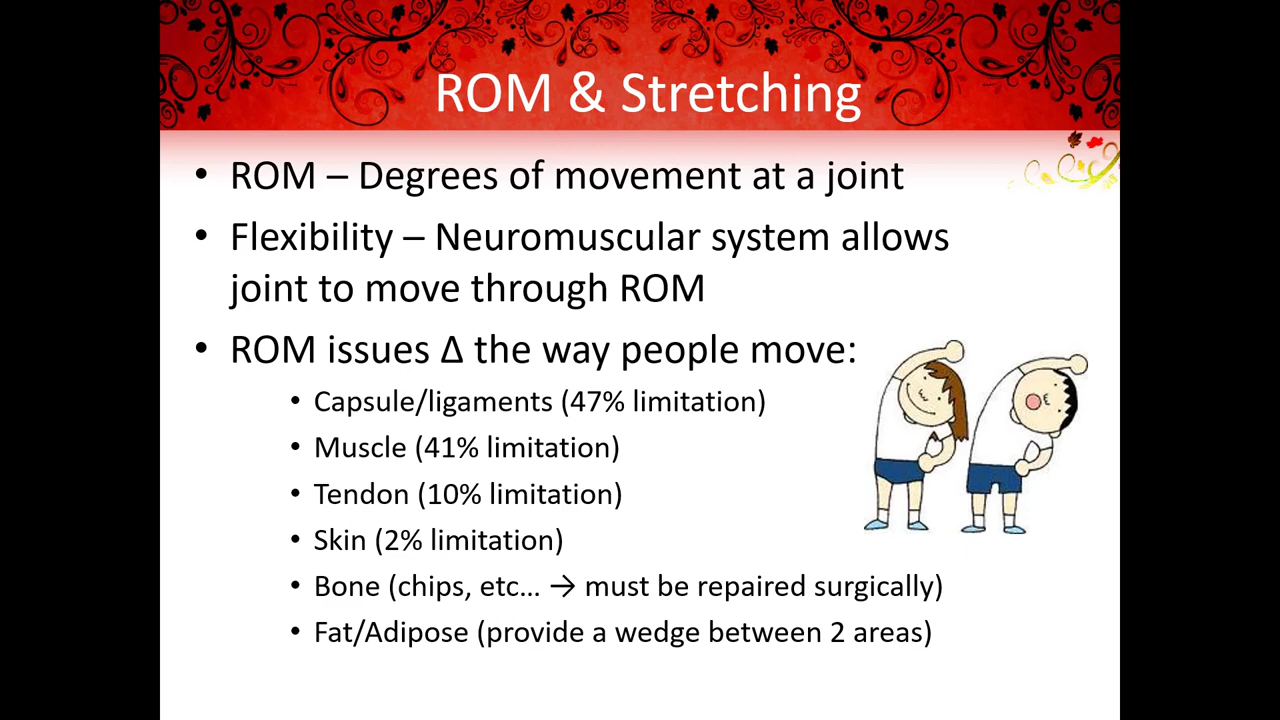 ROM & Stretching
• ROM – Degrees of movement at a joint
• Flexibility – Neuromuscular system allows
joint to move through ROM
• ROM issues Δ the way people move:
• Capsule/ligaments (47% limitation)
• Muscle (41% limitation)
• Tendon (10% limitation)
• Skin (2% limitation)
• Bone (chips, etc… → must be repaired surgically)
• Fat/Adipose (provide a wedge between 2 areas)